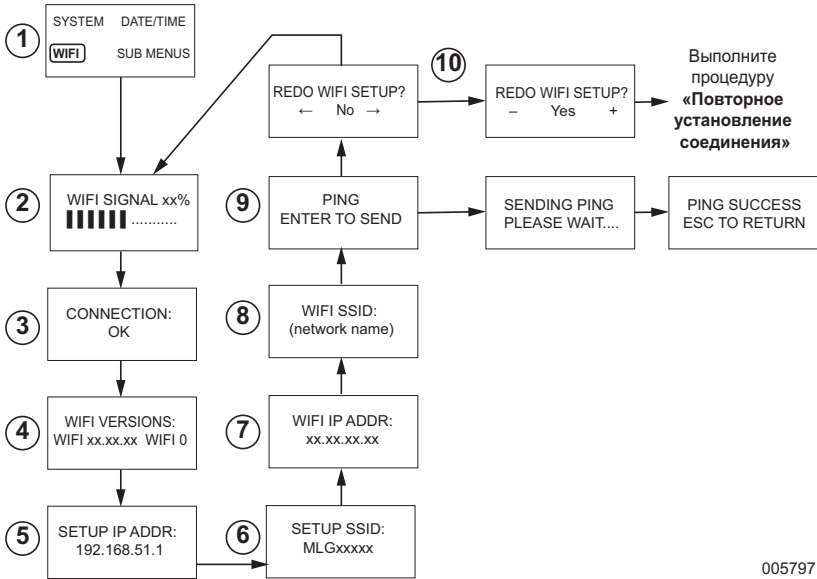 1
SYSTEM DATE/TIME
WIFI SUB MENUS
2
WIFI SIGNAL xx%
...........
3
CONNECTION:
OK
4
WIFI VERSIONS:
WIFI xx.xx.xx WIFI 0
5
SETUP IP ADDR:
192.168.51.1
6
SETUP SSID:
MLGxxxxx
7
WIFI IP ADDR:
xx.xx.xx.xx
8
WIFI SSID:
(network name)
9
PING
ENTER TO SEND
SENDING PING
PLEASE WAIT....
PING SUCCESS
ESC TO RETURN
REDO WIFI SETUP?
← No →
10
REDO WIFI SETUP?
– Yes +
Выполните
процедуру
«Повторное
установление
соединения»
005797